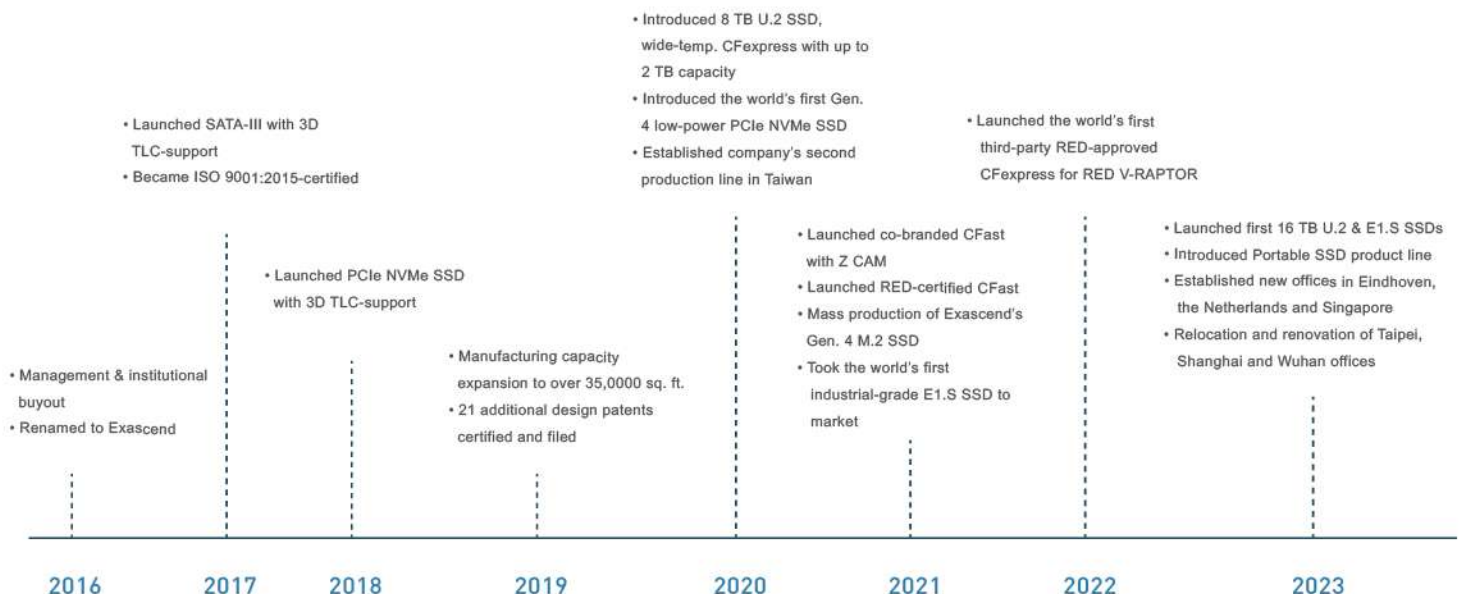 • Management & institutional
buyout
• Renamed to Exascend
• Launched SATA-III with 3D
TLC-support
• Became ISO 9001:2015-certified
• Launched PCIe NVMe SSD
with 3D TLC-support
• Manufacturing capacity
expansion to over 35,0000 sq. ft.
• 21 additional design patents
certified and filed
• Introduced 8 TB U.2 SSD,
wide-temp. CFexpress with up to
2 TB capacity
• Introduced the world's first Gen.
4 low-power PCIe NVMe SSD
• Established company's second
production line in Taiwan
• Launched co-branded CFast
with Z CAM
• Launched RED-certified CFast
• Mass production of Exascend's
Gen. 4 M.2 SSD
• Took the world's first
industrial-grade E1.S SSD to
market
• Launched the world's first
third-party RED-approved
CFexpress for RED V-RAPTOR
• Launched first 16 TB U.2 & E1.S SSDs
• Introduced Portable SSD product line
• Established new offices in Eindhoven,
the Netherlands and Singapore
• Relocation and renovation of Taipei,
Shanghai and Wuhan offices
2016
2017
2018
2019
2020
2021
2022
2023